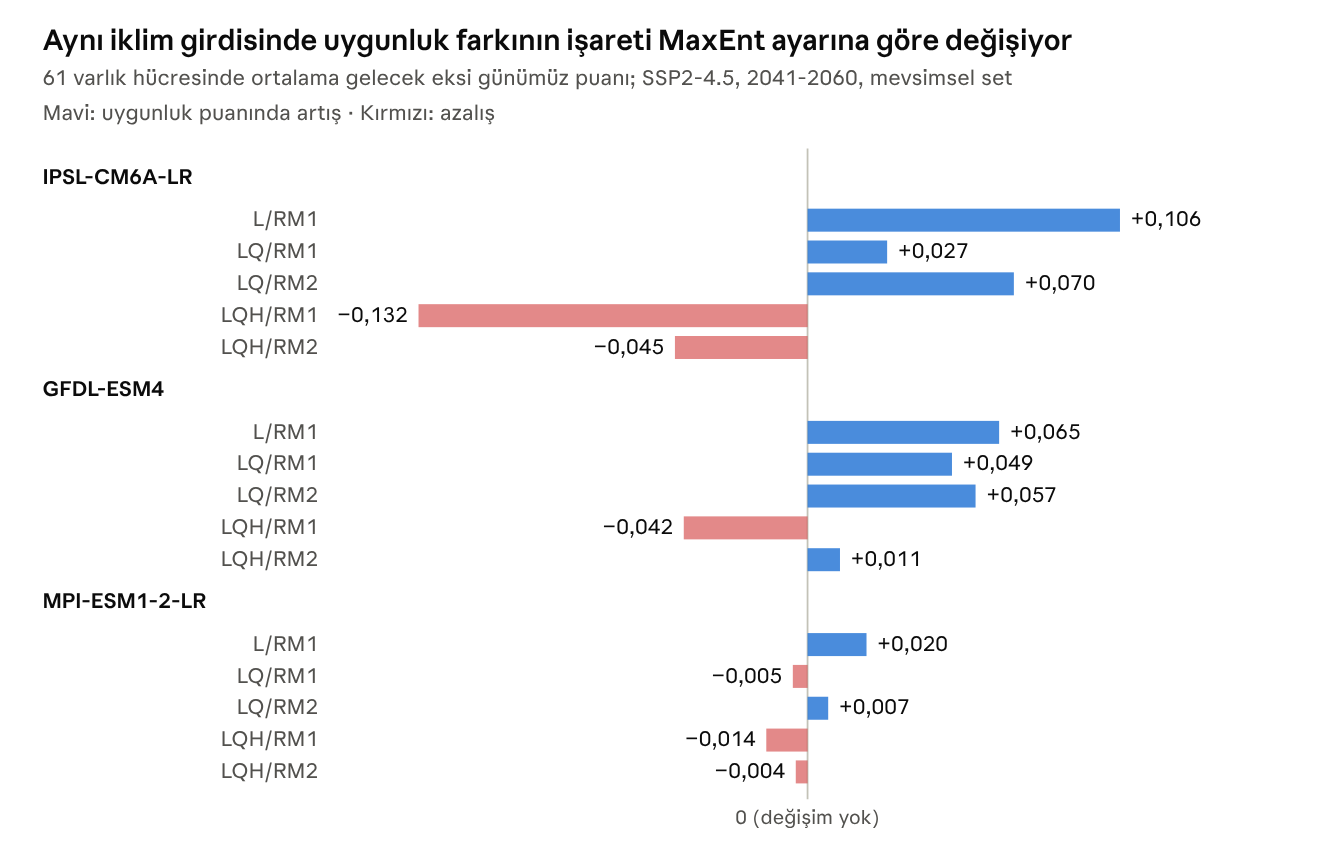 Aynı iklim girdisinde uygunluk farkının işareti MaxEnt ayarına göre değişiyor
61 varlık hücresinde ortalama gelecek eksi günümüz puanı; SSP2-4.5, 2041-2060, mevsimsel set
Mavi: uygunluk puanında artış · Kırmızı: azalış
IPSL-CM6A-LR
L/RM1 +0,106
LQ/RM1 +0,027
LQ/RM2 +0,070
LQH/RM1 −0,132
LQH/RM2 −0,045
GFDL-ESM4
L/RM1 +0,065
LQ/RM1 +0,049
LQ/RM2 +0,057
LQH/RM1 −0,042
LQH/RM2 +0,011
MPI-ESM1-2-LR
L/RM1 +0,020
LQ/RM1 −0,005
LQ/RM2 +0,007
LQH/RM1 −0,014
LQH/RM2 −0,004
0 (değişim yok)